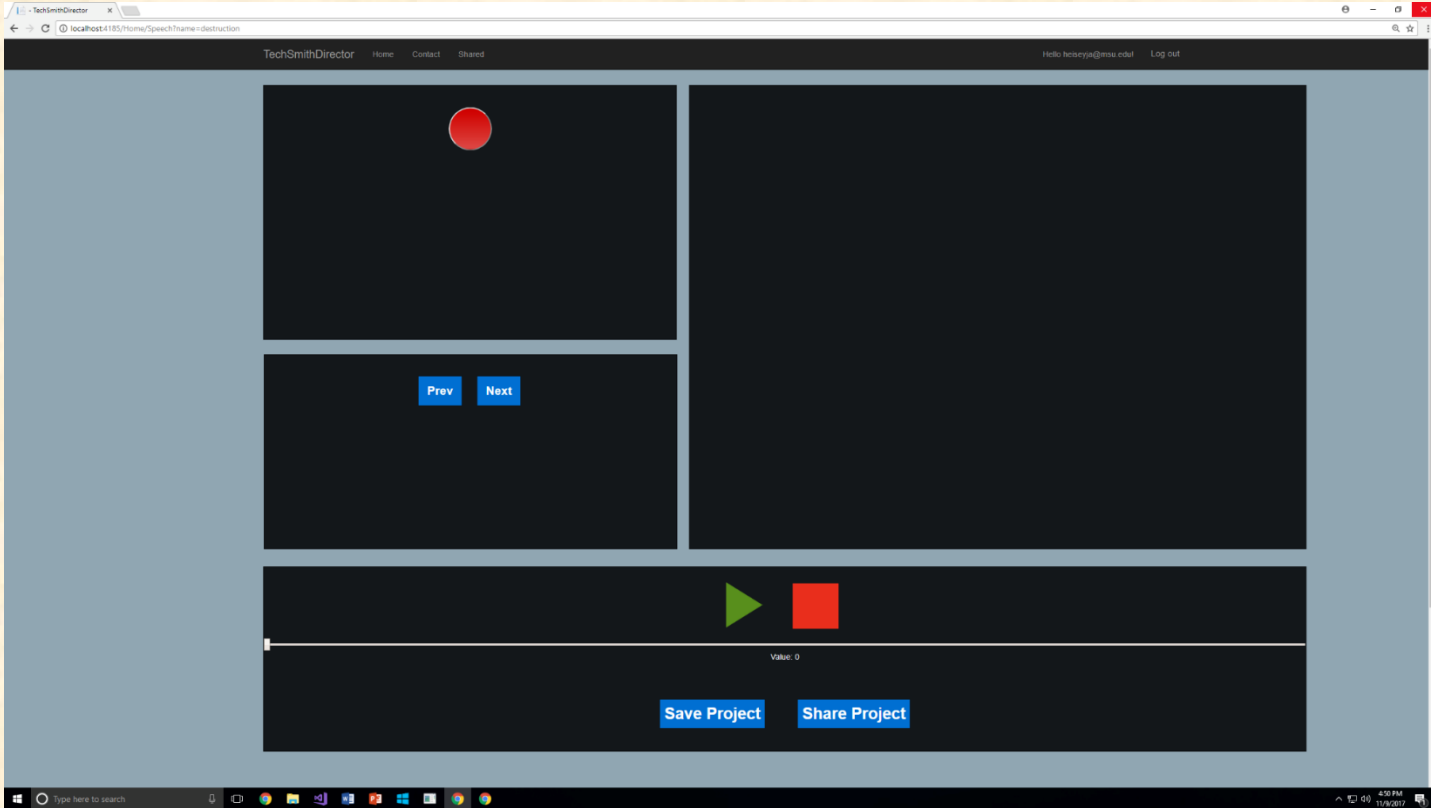 - TechSmithDirector
localhost:4185/Home/Speech?name=destruction
TechSmithDirector Home Contact Shared Hello heiseyja@msu.edu! Log out
Prev Next
Value: 0
Save Project Share Project
Type here to search
4:50 PM
11/9/2017